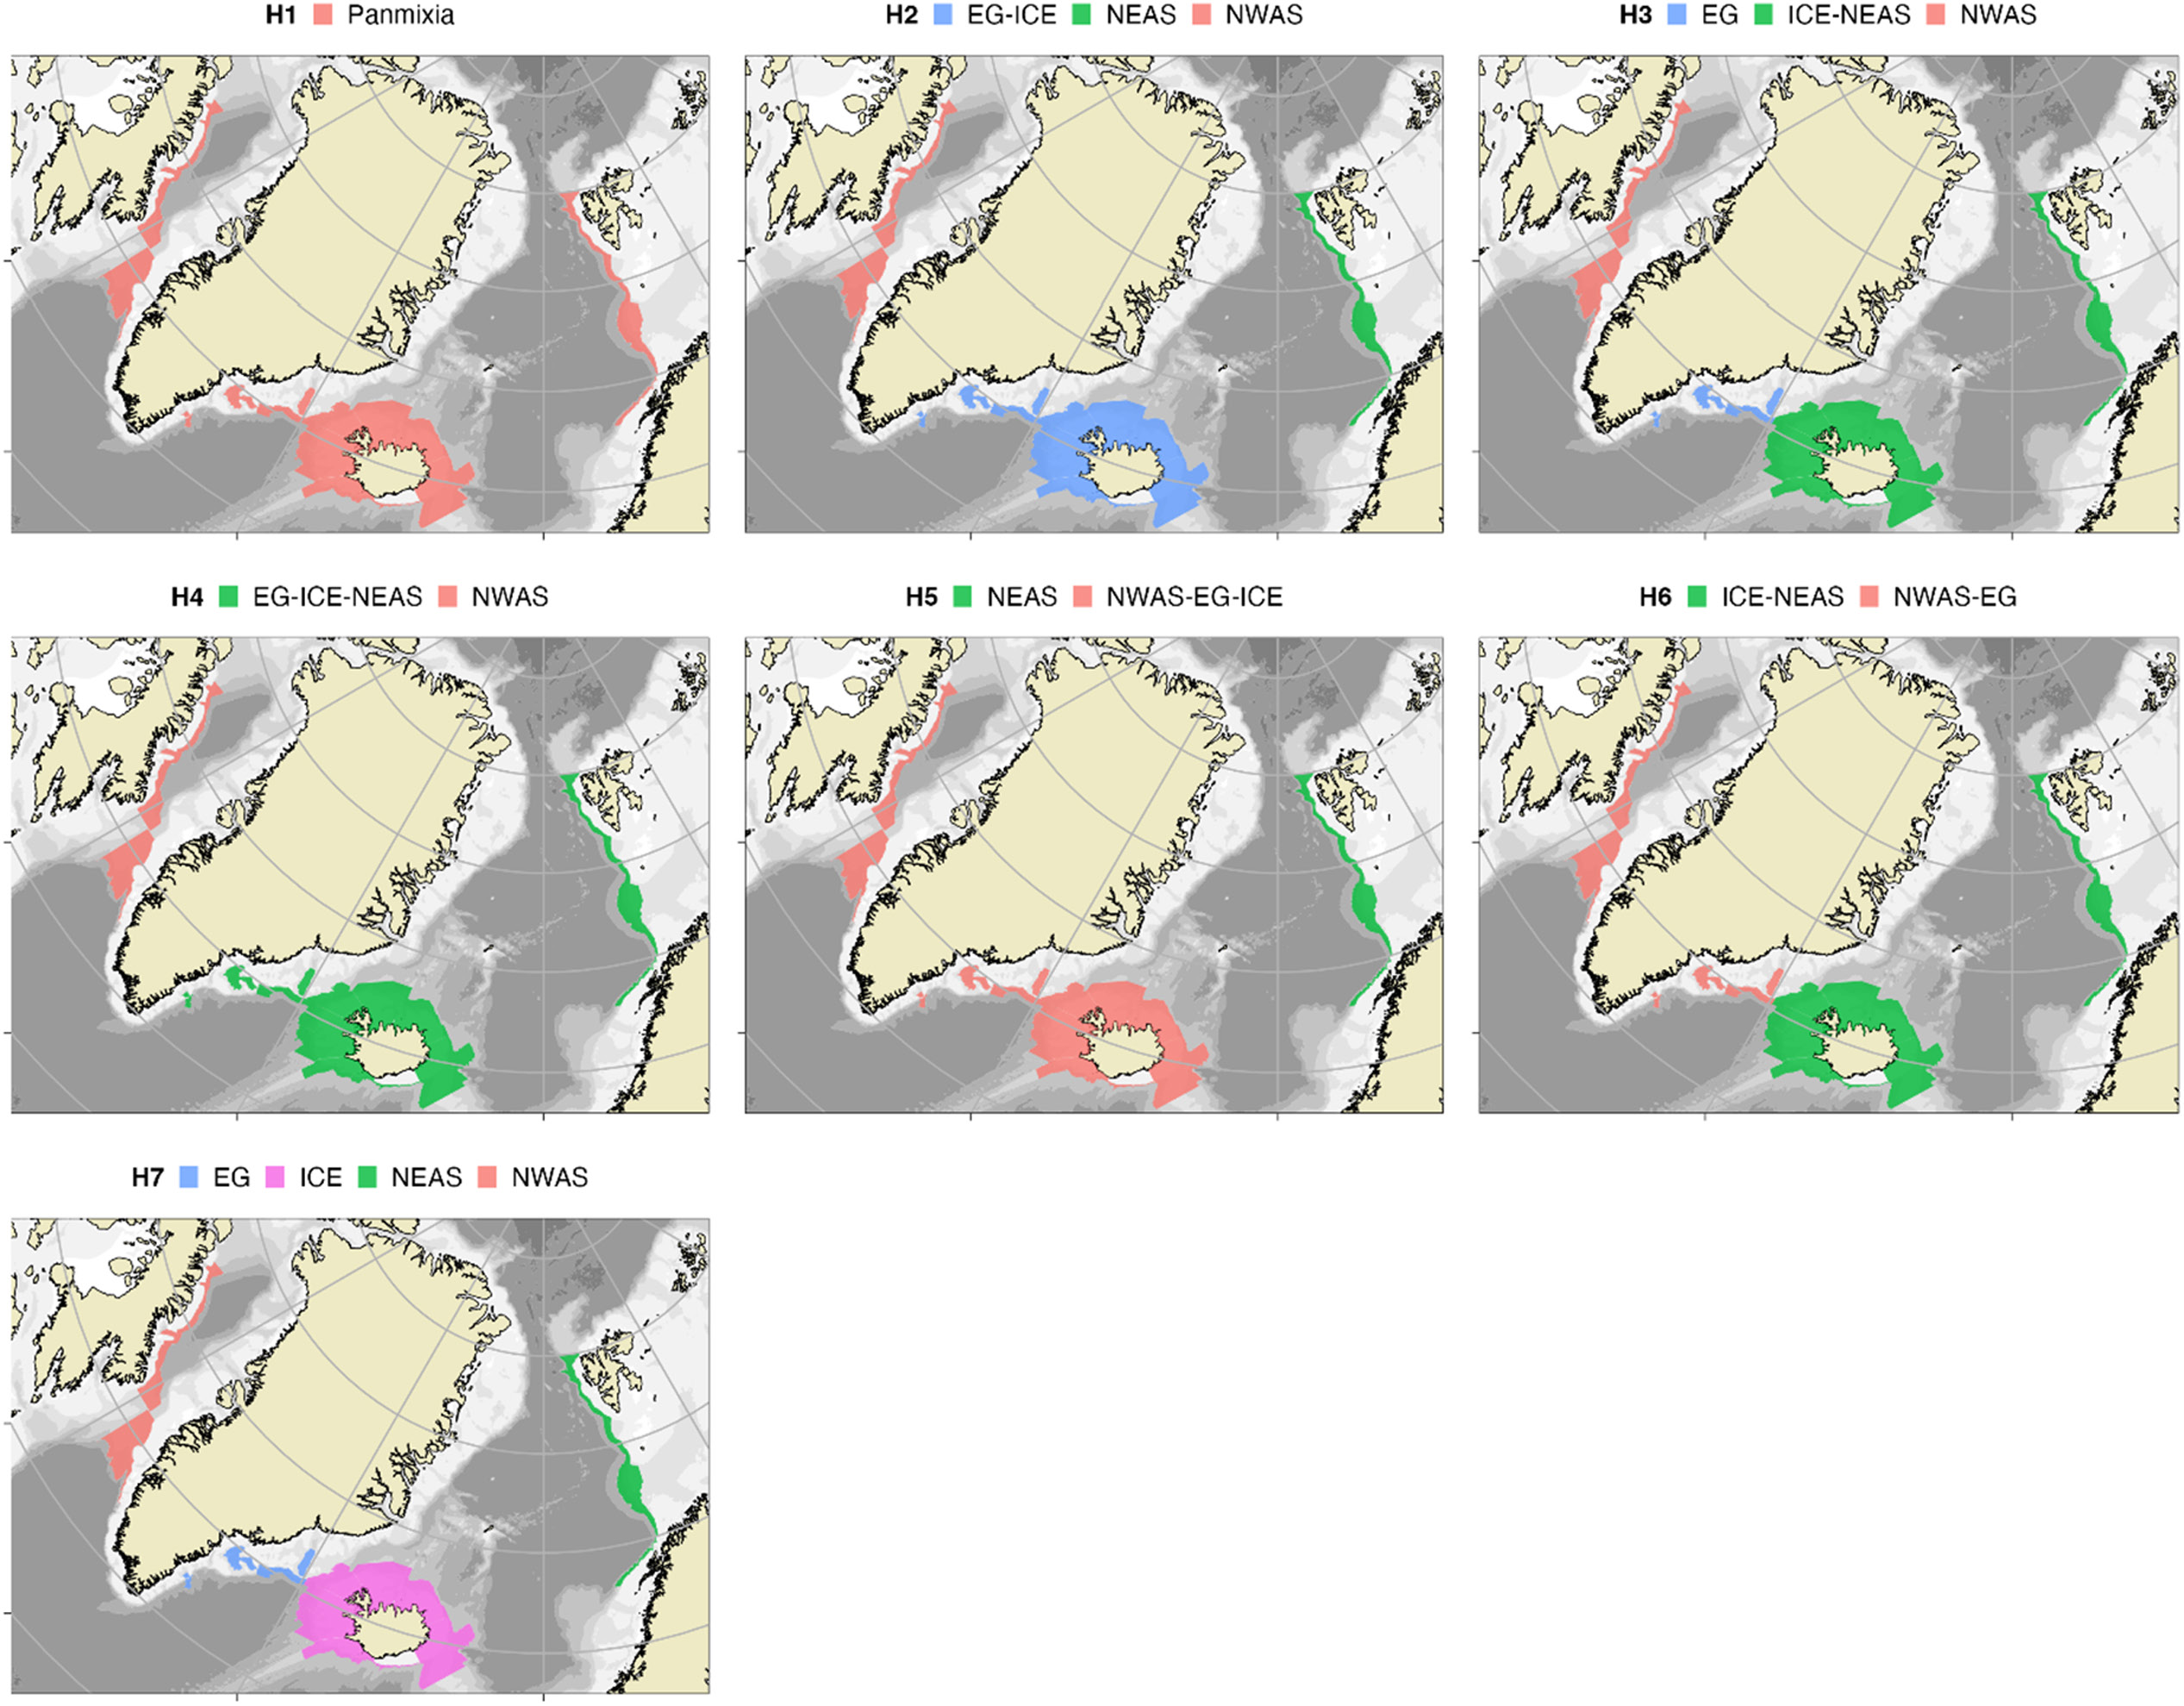 H1 Panmixia
H2 EG-ICE NEAS NWAS
H3 EG ICE-NEAS NWAS
H4 EG-ICE-NEAS NWAS
H5 NEAS NWAS-EG-ICE
H6 ICE-NEAS NWAS-EG
H7 EG ICE NEAS NWAS